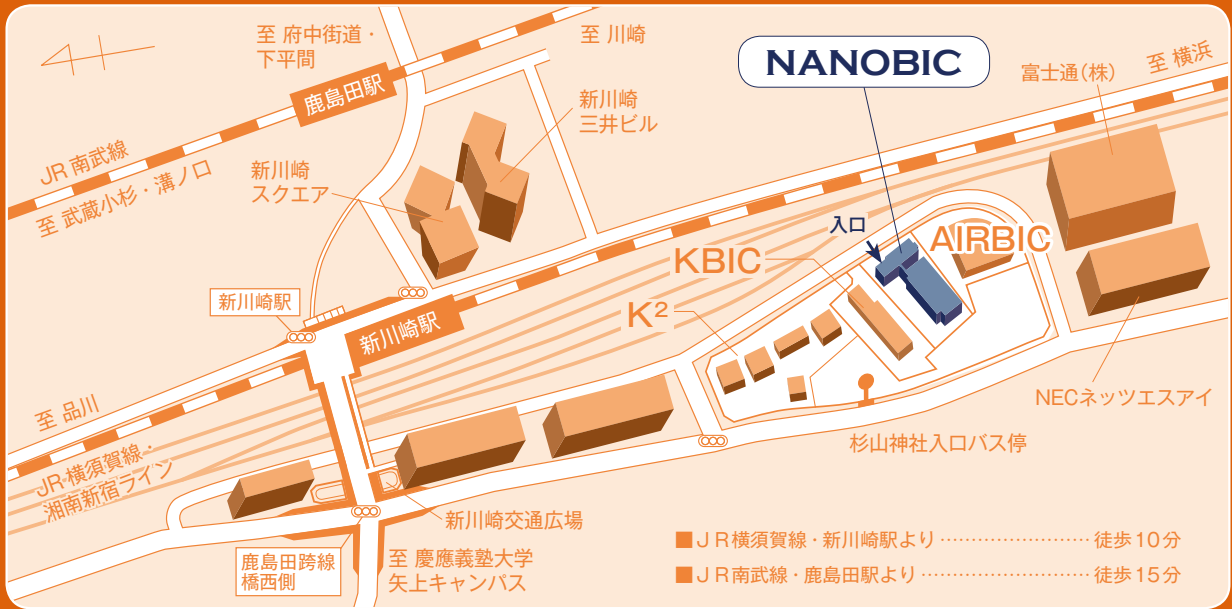 至 府中街道・
下平間
至 川崎
NANOBIC
富士通(株)
至 横浜
鹿島田駅
新川崎
三井ビル
JR 南武線
至 武蔵小杉・溝ノ口
新川崎
スクエア
入口
AIRBIC
KBIC
K²
新川崎駅
新川崎駅
至 品川
JR 横須賀線・
湘南新宿ライン
NECネッツエスアイ
杉山神社入口バス停
新川崎交通広場
鹿島田跨線
橋西側
至 慶應義塾大学
矢上キャンパス
■JR横須賀線・新川崎駅より ……………………… 徒歩10分
■JR南武線・鹿島田駅より ………………………… 徒歩15分